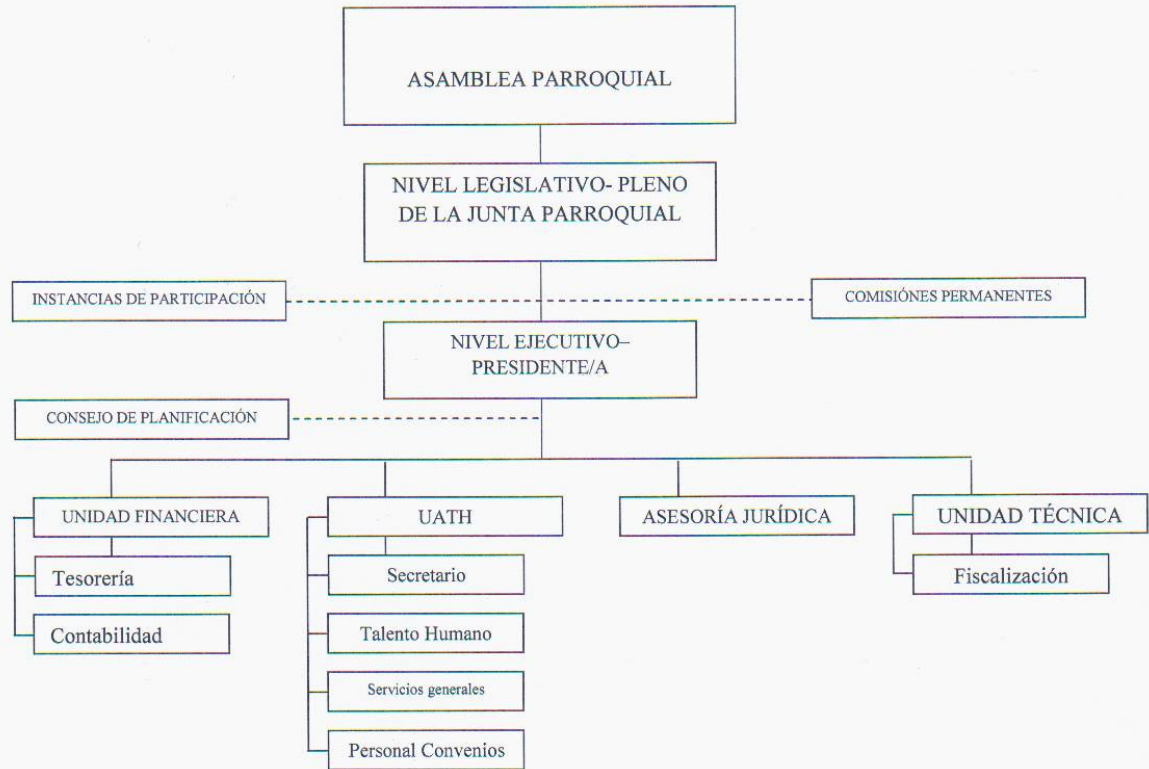 ASAMBLEA PARROQUIAL
NIVEL LEGISLATIVO- PLENO
DE LA JUNTA PARROQUIAL
INSTANCIAS DE PARTICIPACIÓN
COMISIÓNES PERMANENTES
NIVEL EJECUTIVO–
PRESIDENTE/A
CONSEJO DE PLANIFICACIÓN
UNIDAD FINANCIERA
UATH
ASESORÍA JURÍDICA
UNIDAD TÉCNICA
Tesorería
Secretario
Fiscalización
Contabilidad
Talento Humano
Servicios generales
Personal Convenios